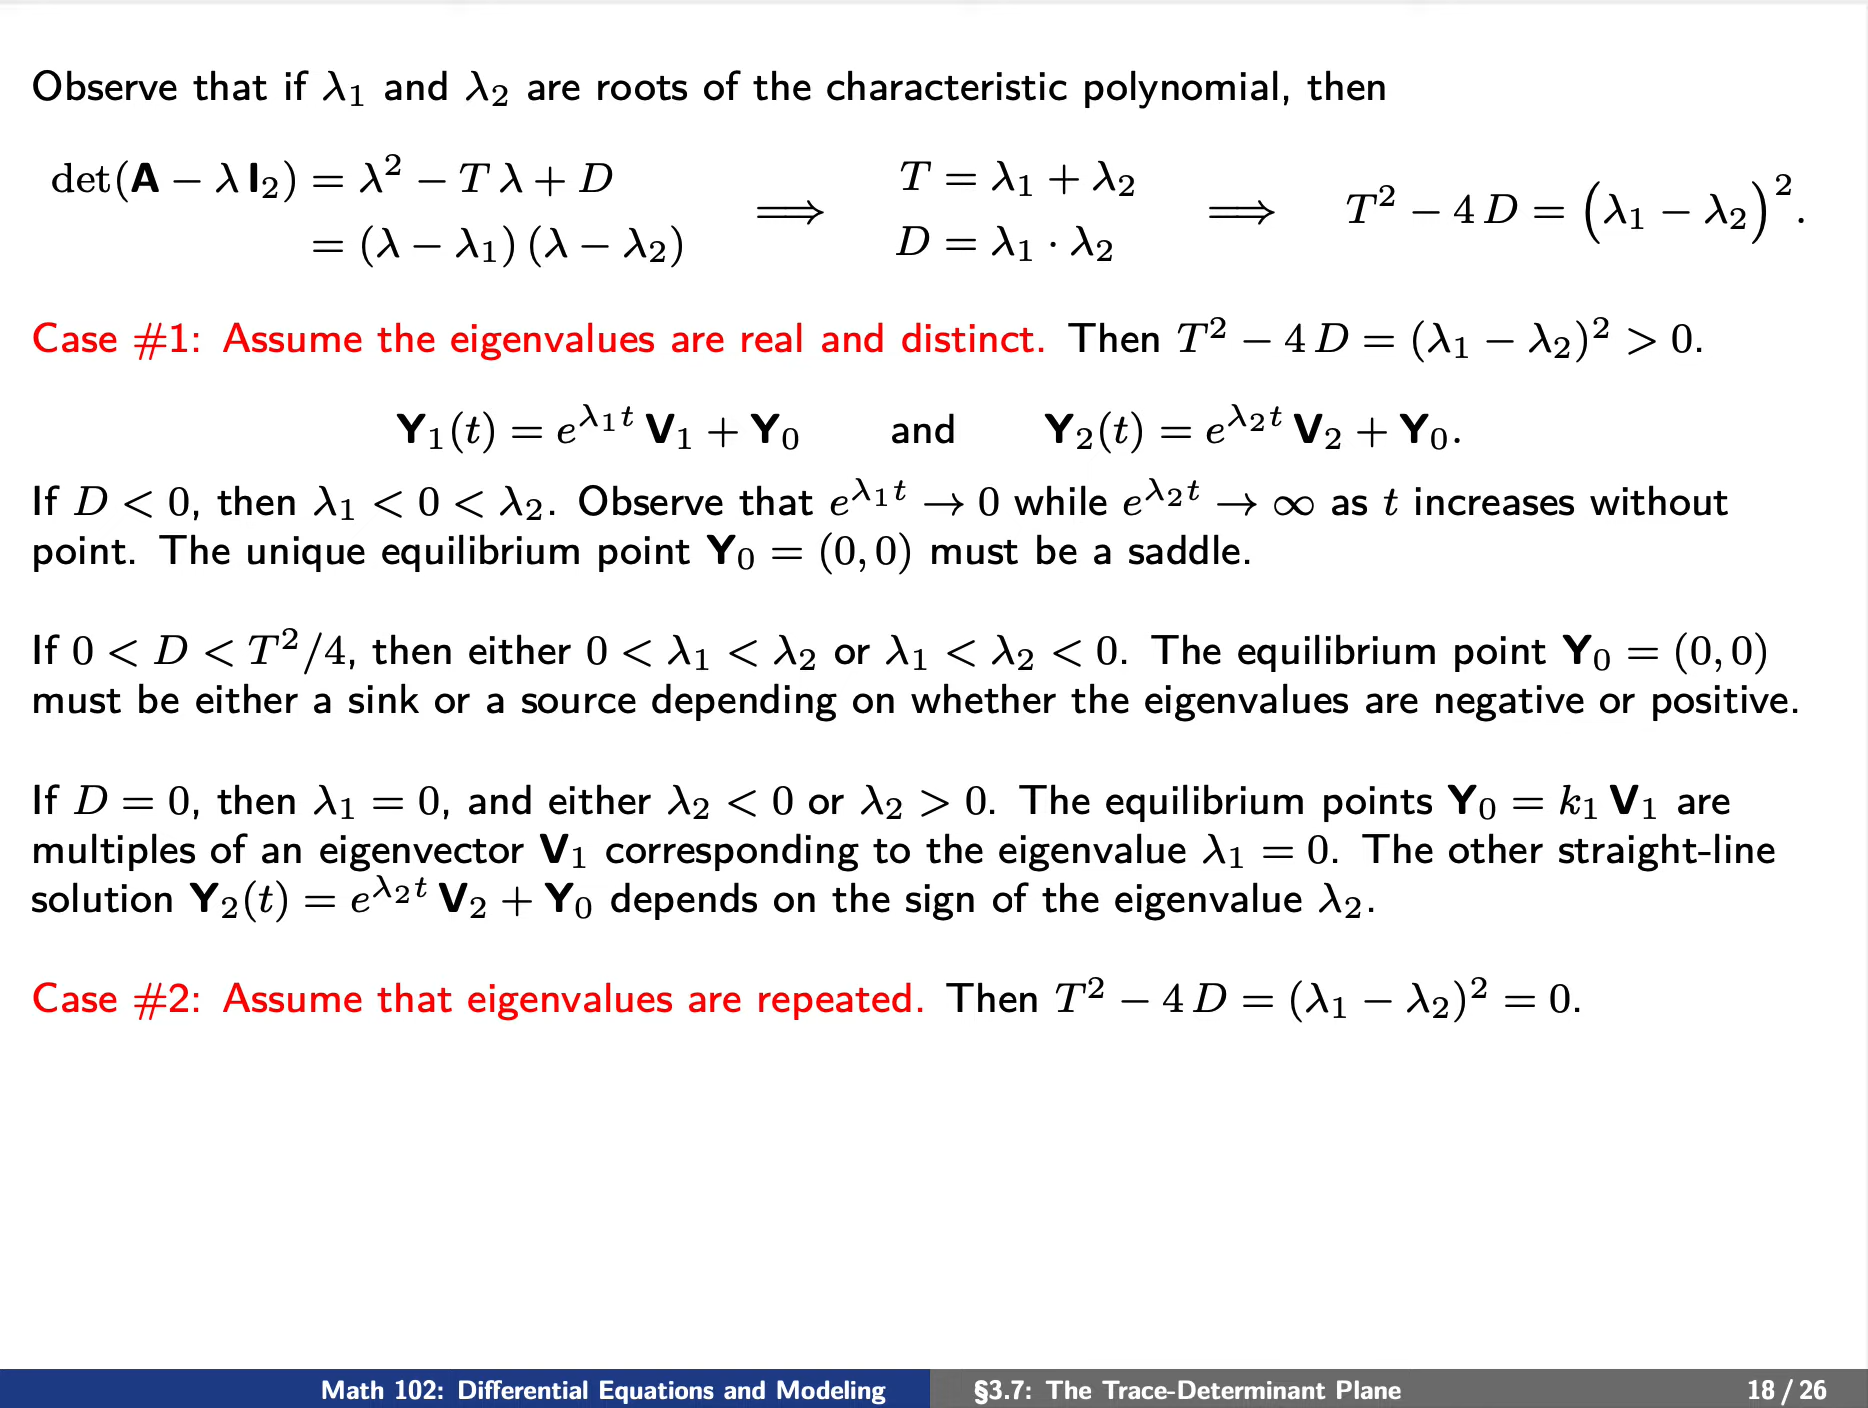 Observe that if λ₁ and λ₂ are roots of the characteristic polynomial, then
det(A − λ I₂) = λ² − T λ + D
= (λ − λ₁) (λ − λ₂)
⟹
T = λ₁ + λ₂
D = λ₁ · λ₂
⟹
T² − 4 D = (λ₁ − λ₂)².
Case #1: Assume the eigenvalues are real and distinct. Then T² − 4 D = (λ₁ − λ₂)² > 0.
Y₁(t) = e^{λ₁t} V₁ + Y₀ and Y₂(t) = e^{λ₂t} V₂ + Y₀.
If D < 0, then λ₁ < 0 < λ₂. Observe that e^{λ₁t} → 0 while e^{λ₂t} → ∞ as t increases without
point. The unique equilibrium point Y₀ = (0, 0) must be a saddle.
If 0 < D < T²/4, then either 0 < λ₁ < λ₂ or λ₁ < λ₂ < 0. The equilibrium point Y₀ = (0, 0)
must be either a sink or a source depending on whether the eigenvalues are negative or positive.
If D = 0, then λ₁ = 0, and either λ₂ < 0 or λ₂ > 0. The equilibrium points Y₀ = k₁ V₁ are
multiples of an eigenvector V₁ corresponding to the eigenvalue λ₁ = 0. The other straight-line
solution Y₂(t) = e^{λ₂t} V₂ + Y₀ depends on the sign of the eigenvalue λ₂.
Case #2: Assume that eigenvalues are repeated. Then T² − 4 D = (λ₁ − λ₂)² = 0.
Math 102: Differential Equations and Modeling §3.7: The Trace-Determinant Plane 18 / 26